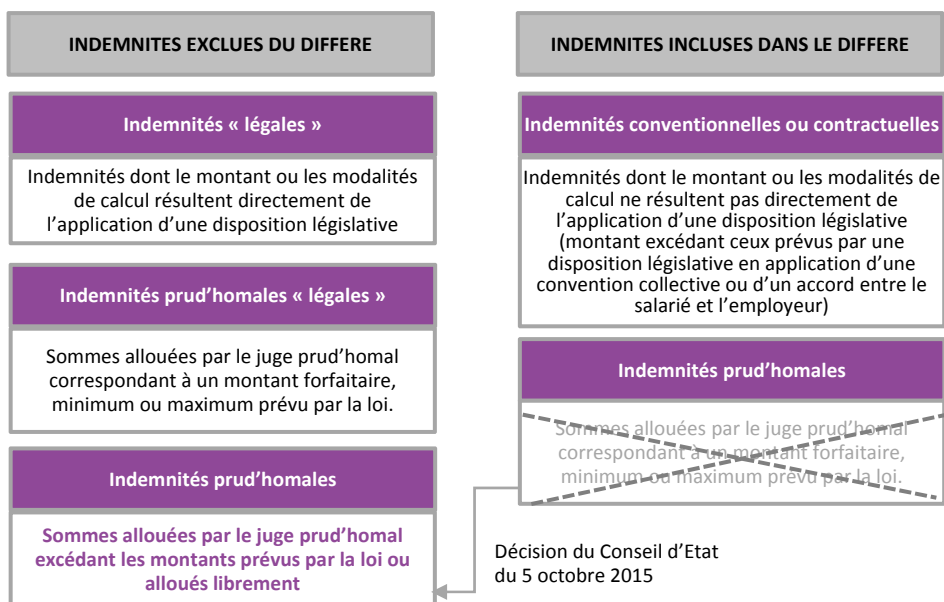 INDEMNITES EXCLUES DU DIFFERE
Indemnités « légales »
Indemnités dont le montant ou les modalités
de calcul résultent directement de
l’application d’une disposition législative
Indemnités prud’homales « légales »
Sommes allouées par le juge prud’homal
correspondant à un montant forfaitaire,
minimum ou maximum prévu par la loi.
Indemnités prud’homales
Sommes allouées par le juge prud’homal
excédant les montants prévus par la loi ou
alloués librement
INDEMNITES INCLUSES DANS LE DIFFERE
Indemnités conventionnelles ou contractuelles
Indemnités dont le montant ou les modalités de
calcul ne résultent pas directement de
l’application d’une disposition législative
(montant excédant ceux prévus par une
disposition législative en application d’une
convention collective ou d’un accord entre le
salarié et l’employeur)
Indemnités prud’homales
Sommes allouées par le juge prud’homal
correspondant à un montant forfaitaire,
minimum ou maximum prévu par la loi.
Décision du Conseil d’Etat
du 5 octobre 2015